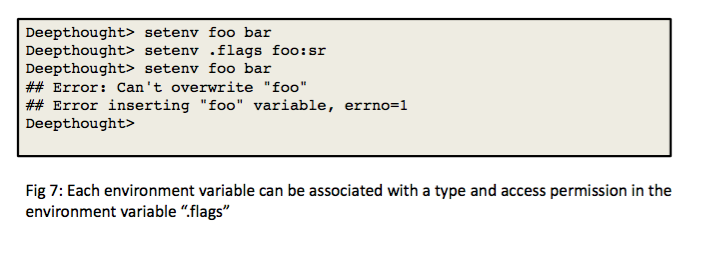 Deepthought> setenv foo bar
Deepthought> setenv .flags foo:sr
Deepthought> setenv foo bar
## Error: Can't overwrite "foo"
## Error inserting "foo" variable, errno=1
Deepthought>
Fig 7: Each environment variable can be associated with a type and access permission in the
environment variable “.flags”